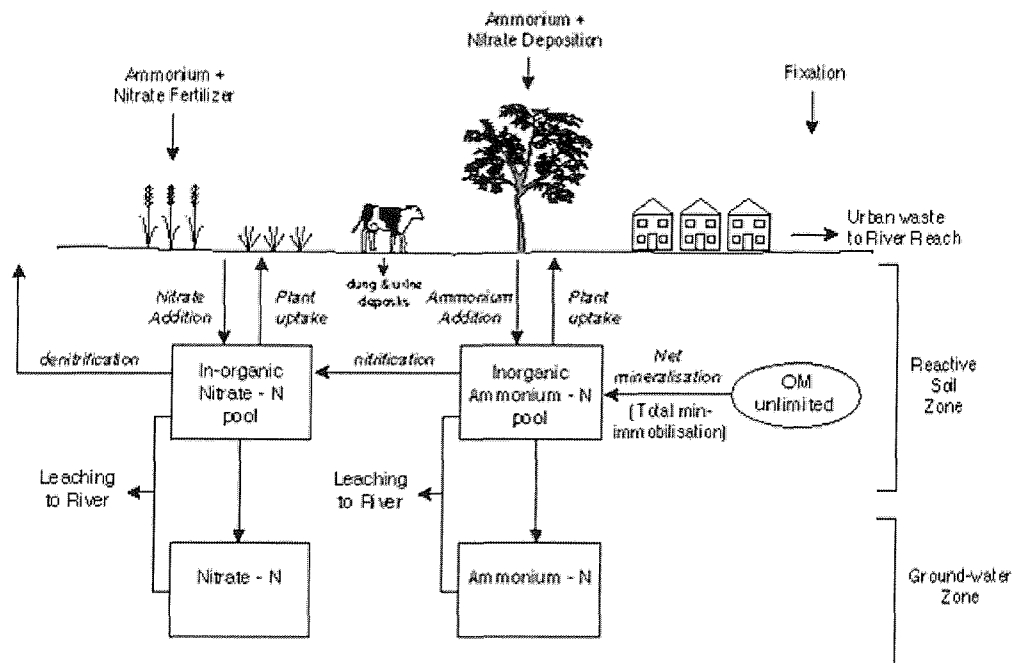 Ammonium +
Nitrate Deposition
Ammonium +
Nitrate Fertilizer
Fixation
Urban waste
to River Reach
dung & urine
deposits
Nitrate
Addition
Plant
uptake
Ammonium
Addition
Plant
uptake
denitrification
In-organic
Nitrate - N
pool
nitrification
Inorganic
Ammonium - N
pool
Net
mineralisation
(Total min-
immobilisation)
OM
unlimited
Reactive
Soil
Zone
Leaching
to River
Leaching
to River
Nitrate - N
Ammonium - N
Ground-water
Zone